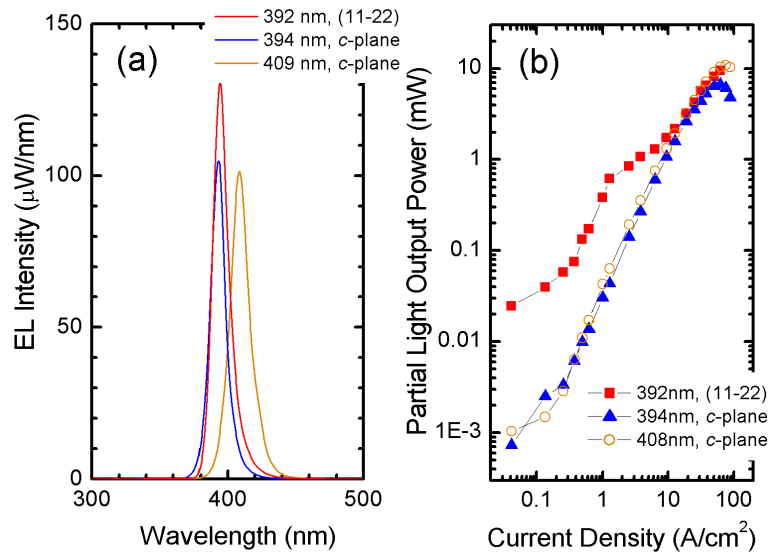 392 nm, (11-22)
394 nm, c-plane
409 nm, c-plane
(a)
150
100
50
0
EL Intensity (μW/nm)
300
400
500
Wavelength (nm)
(b)
10
1
0.1
0.01
1E-3
Partial Light Output Power (mW)
392nm, (11-22)
394nm, c-plane
408nm, c-plane
0.1
1
10
100
Current Density (A/cm²)